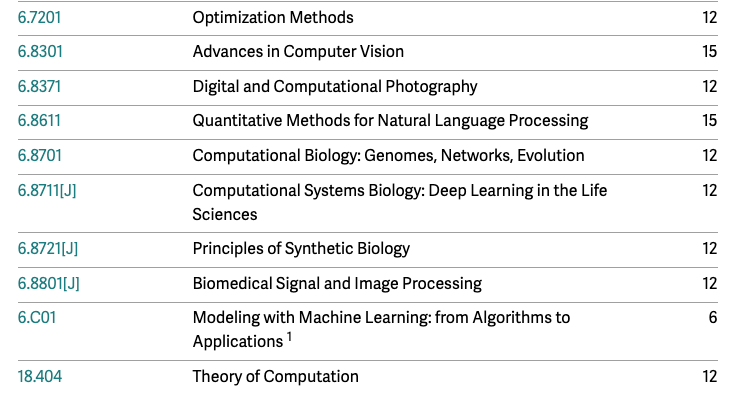 6.7201 Optimization Methods 12
6.8301 Advances in Computer Vision 15
6.8371 Digital and Computational Photography 12
6.8611 Quantitative Methods for Natural Language Processing 15
6.8701 Computational Biology: Genomes, Networks, Evolution 12
6.8711[J] Computational Systems Biology: Deep Learning in the Life 12
Sciences
6.8721[J] Principles of Synthetic Biology 12
6.8801[J] Biomedical Signal and Image Processing 12
6.C01 Modeling with Machine Learning: from Algorithms to 6
Applications 1
18.404 Theory of Computation 12